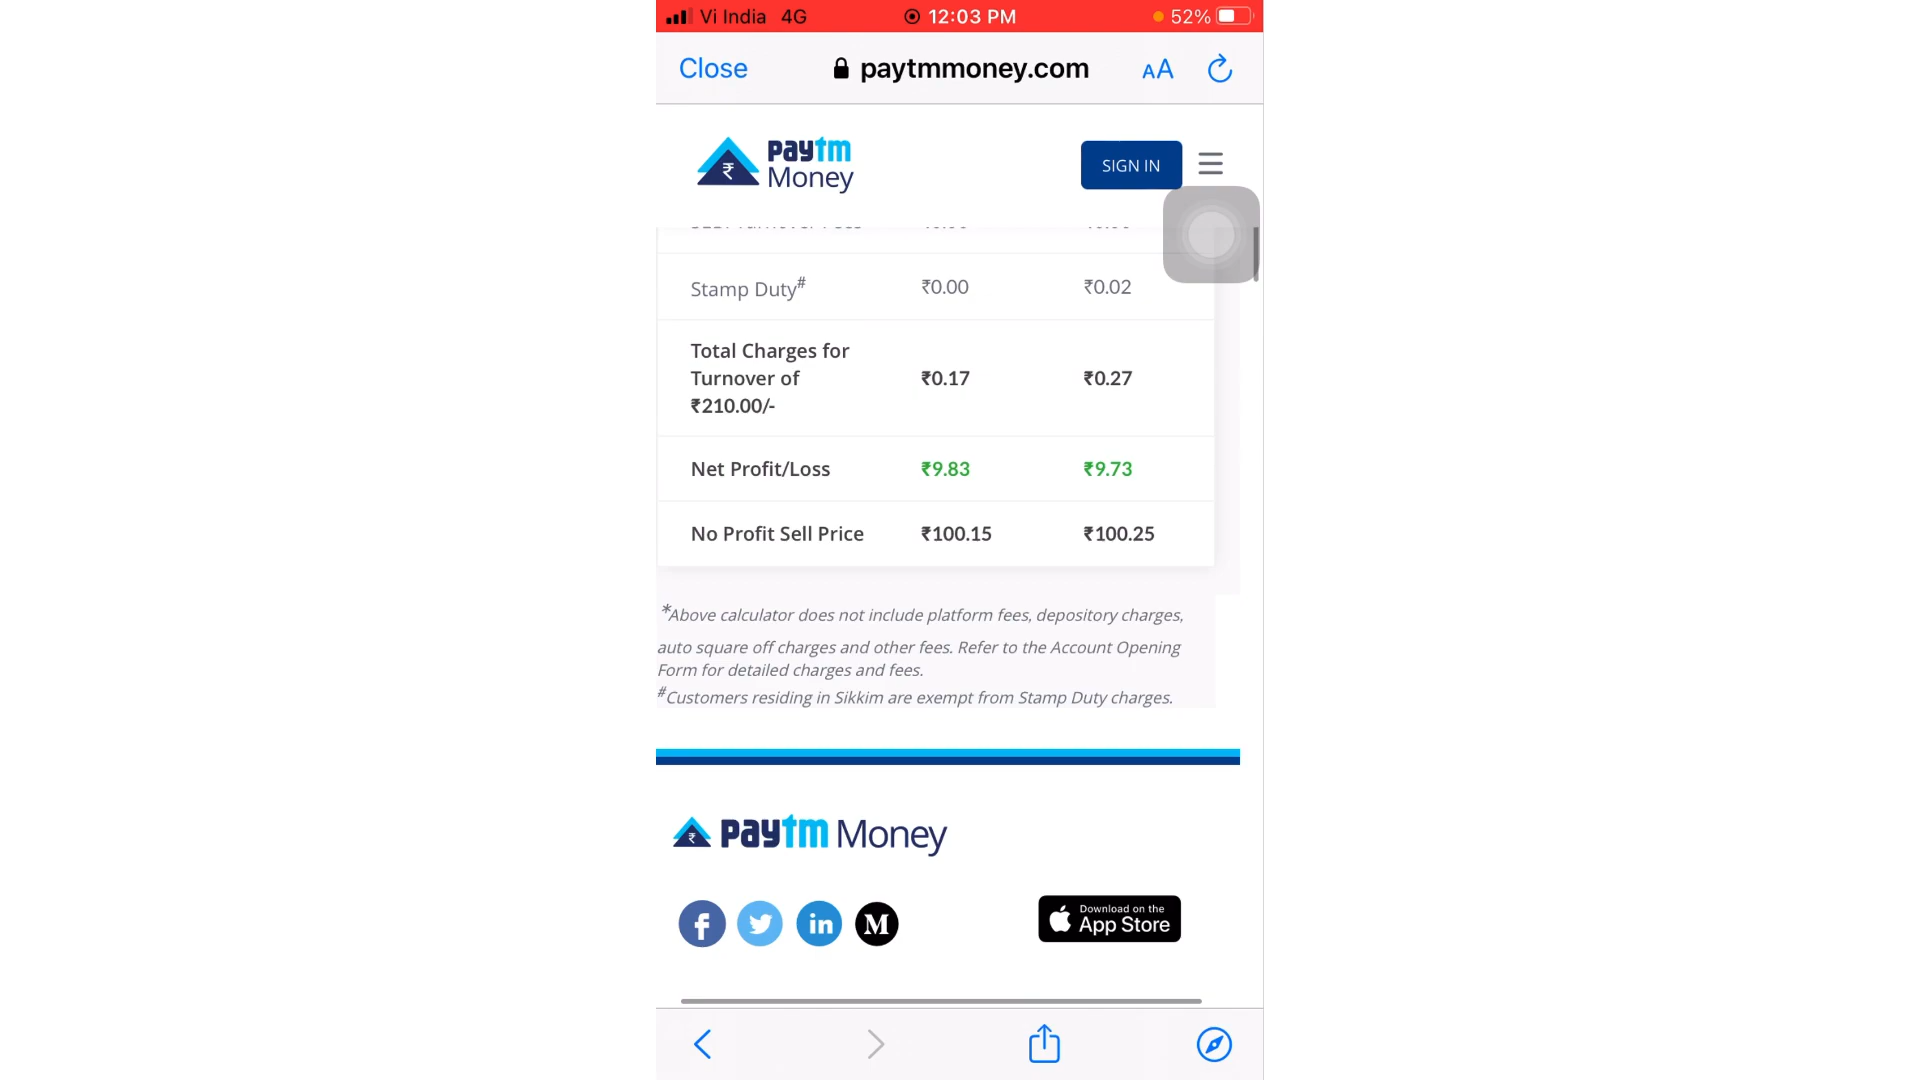 Vi India 4G 12:03 PM 52%
Close paytmmoney.com AA
paytm
Money
SIGN IN
₹
Stamp Duty# ₹0.00 ₹0.02
Total Charges for
Turnover of ₹0.17 ₹0.27
₹210.00/-
Net Profit/Loss ₹9.83 ₹9.73
No Profit Sell Price ₹100.15 ₹100.25
*Above calculator does not include platform fees, depository charges,
auto square off charges and other fees. Refer to the Account Opening
Form for detailed charges and fees.
#Customers residing in Sikkim are exempt from Stamp Duty charges.
₹ paytm Money
f in M
Download on the
App Store